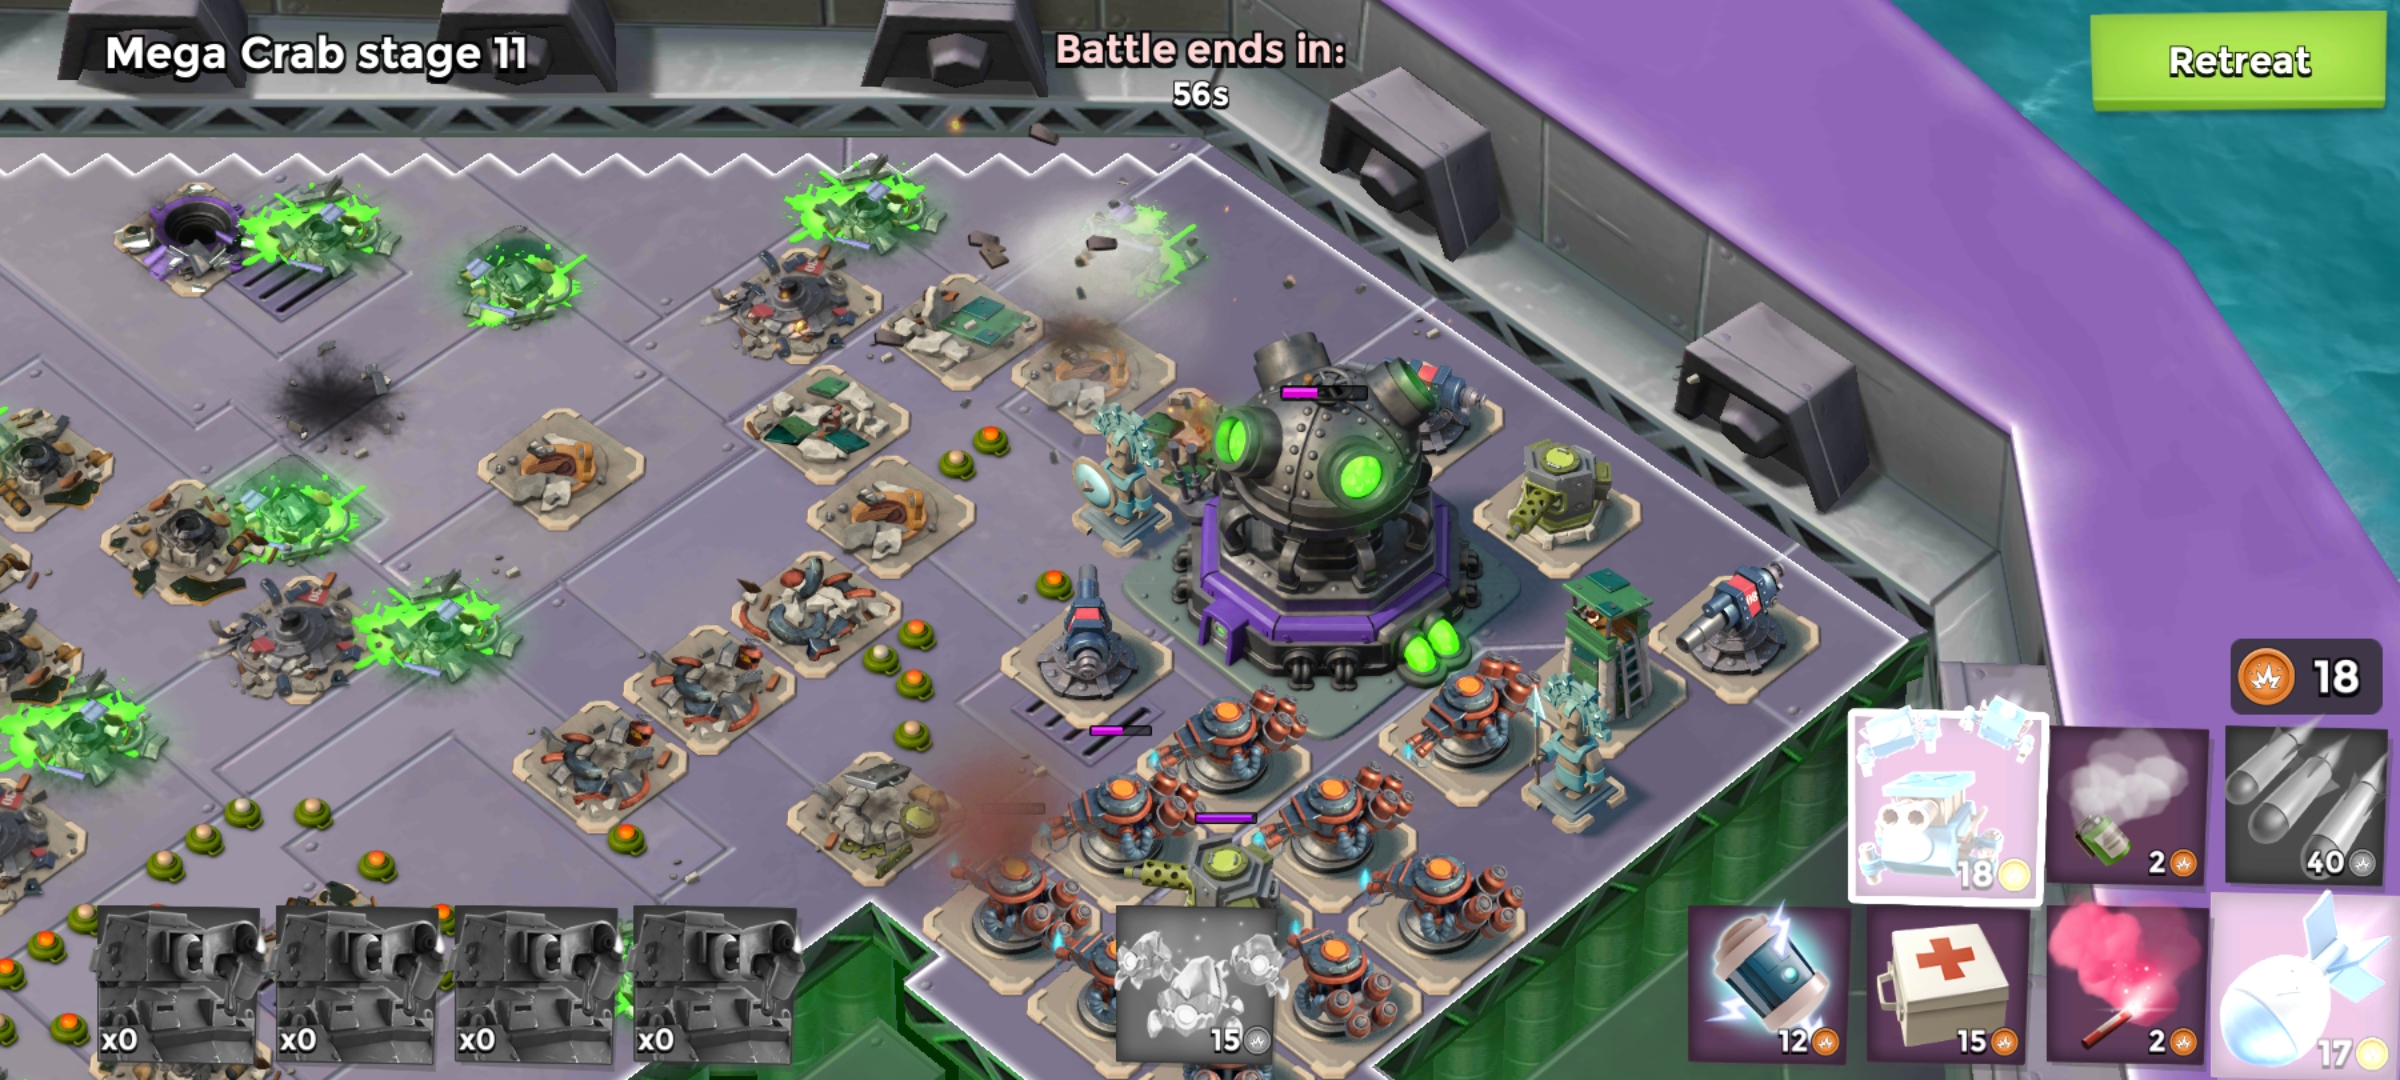 Mega Crab stage 11
Battle ends in:
56s
Retreat
18
18
2
40
x0
x0
x0
x0
15
12
15
2
17